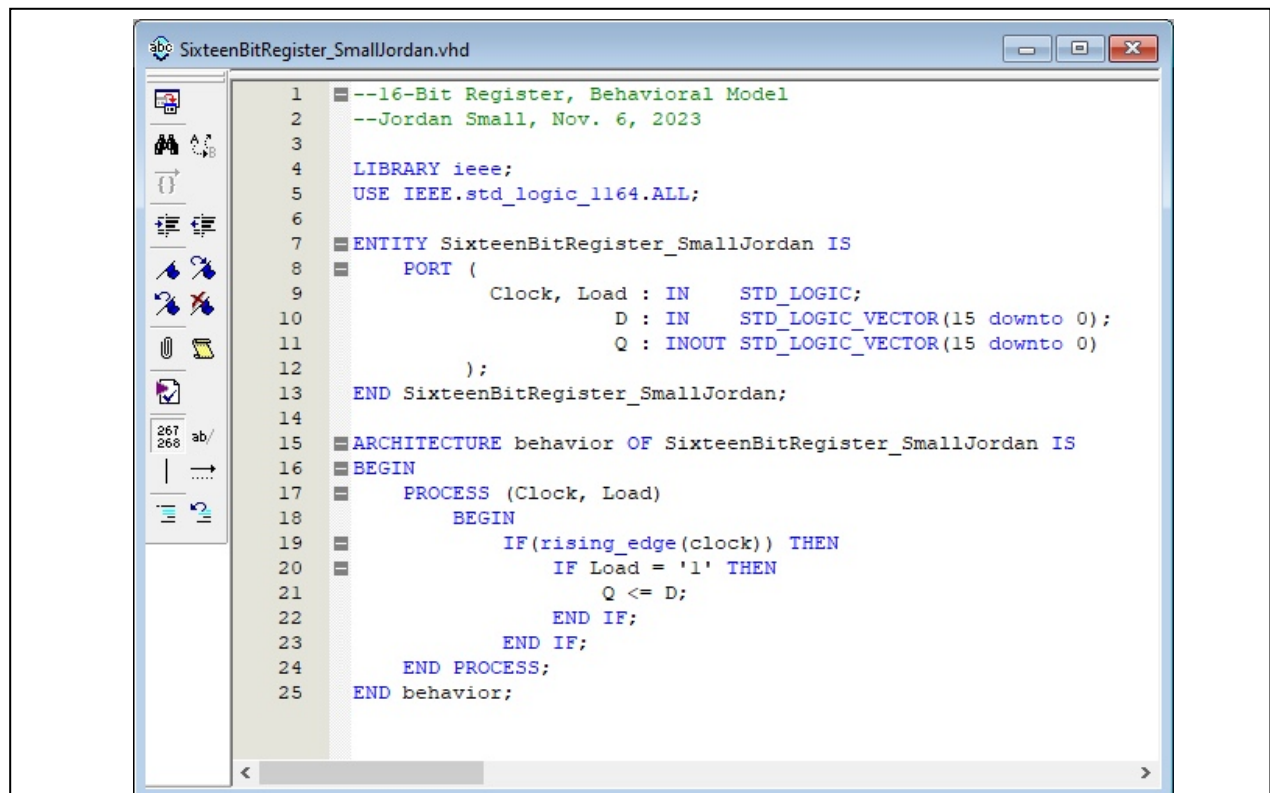 SixteenBitRegister_SmallJordan.vhd
1 --16-Bit Register, Behavioral Model
2 --Jordan Small, Nov. 6, 2023
3
4 LIBRARY ieee;
5 USE IEEE.std_logic_1164.ALL;
6
7 ENTITY SixteenBitRegister_SmallJordan IS
8     PORT (
9             Clock, Load : IN    STD_LOGIC;
10                       D : IN    STD_LOGIC_VECTOR(15 downto 0);
11                       Q : INOUT STD_LOGIC_VECTOR(15 downto 0)
12          );
13 END SixteenBitRegister_SmallJordan;
14
15 ARCHITECTURE behavior OF SixteenBitRegister_SmallJordan IS
16 BEGIN
17     PROCESS (Clock, Load)
18         BEGIN
19             IF(rising_edge(clock)) THEN
20                 IF Load = '1' THEN
21                     Q <= D;
22                 END IF;
23             END IF;
24     END PROCESS;
25 END behavior;
abc
A B
{}
267
268 ab/